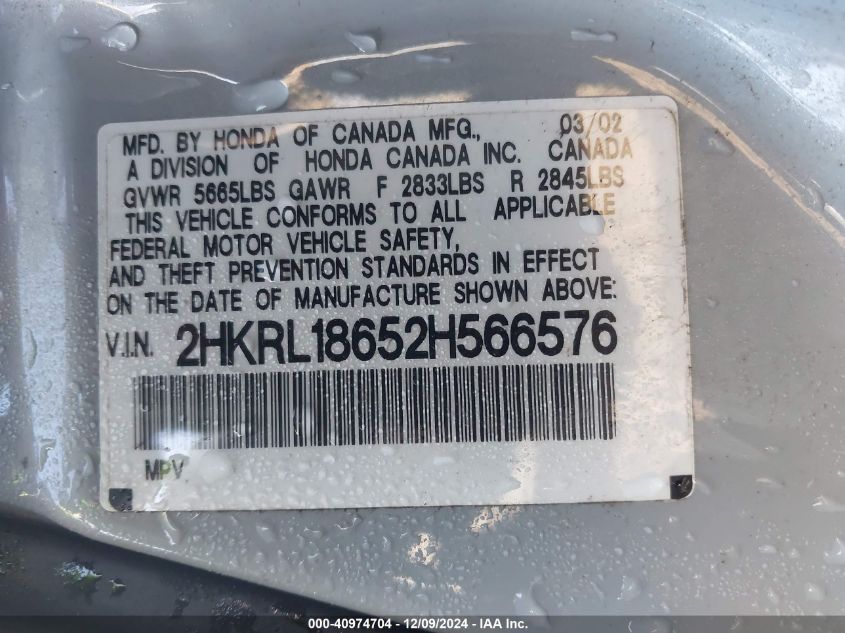 MFD. BY HONDA OF CANADA MFG., 03/02
A DIVISION OF HONDA CANADA INC. CANADA
GVWR 5665LBS GAWR F 2833LBS R 2845LBS
THIS VEHICLE CONFORMS TO ALL APPLICABLE
FEDERAL MOTOR VEHICLE SAFETY,
AND THEFT PREVENTION STANDARDS IN EFFECT
ON THE DATE OF MANUFACTURE SHOWN ABOVE:
V.I.N. 2HKRL18652H566576
MPV
000-40974704 - 12/09/2024 - IAA Inc.